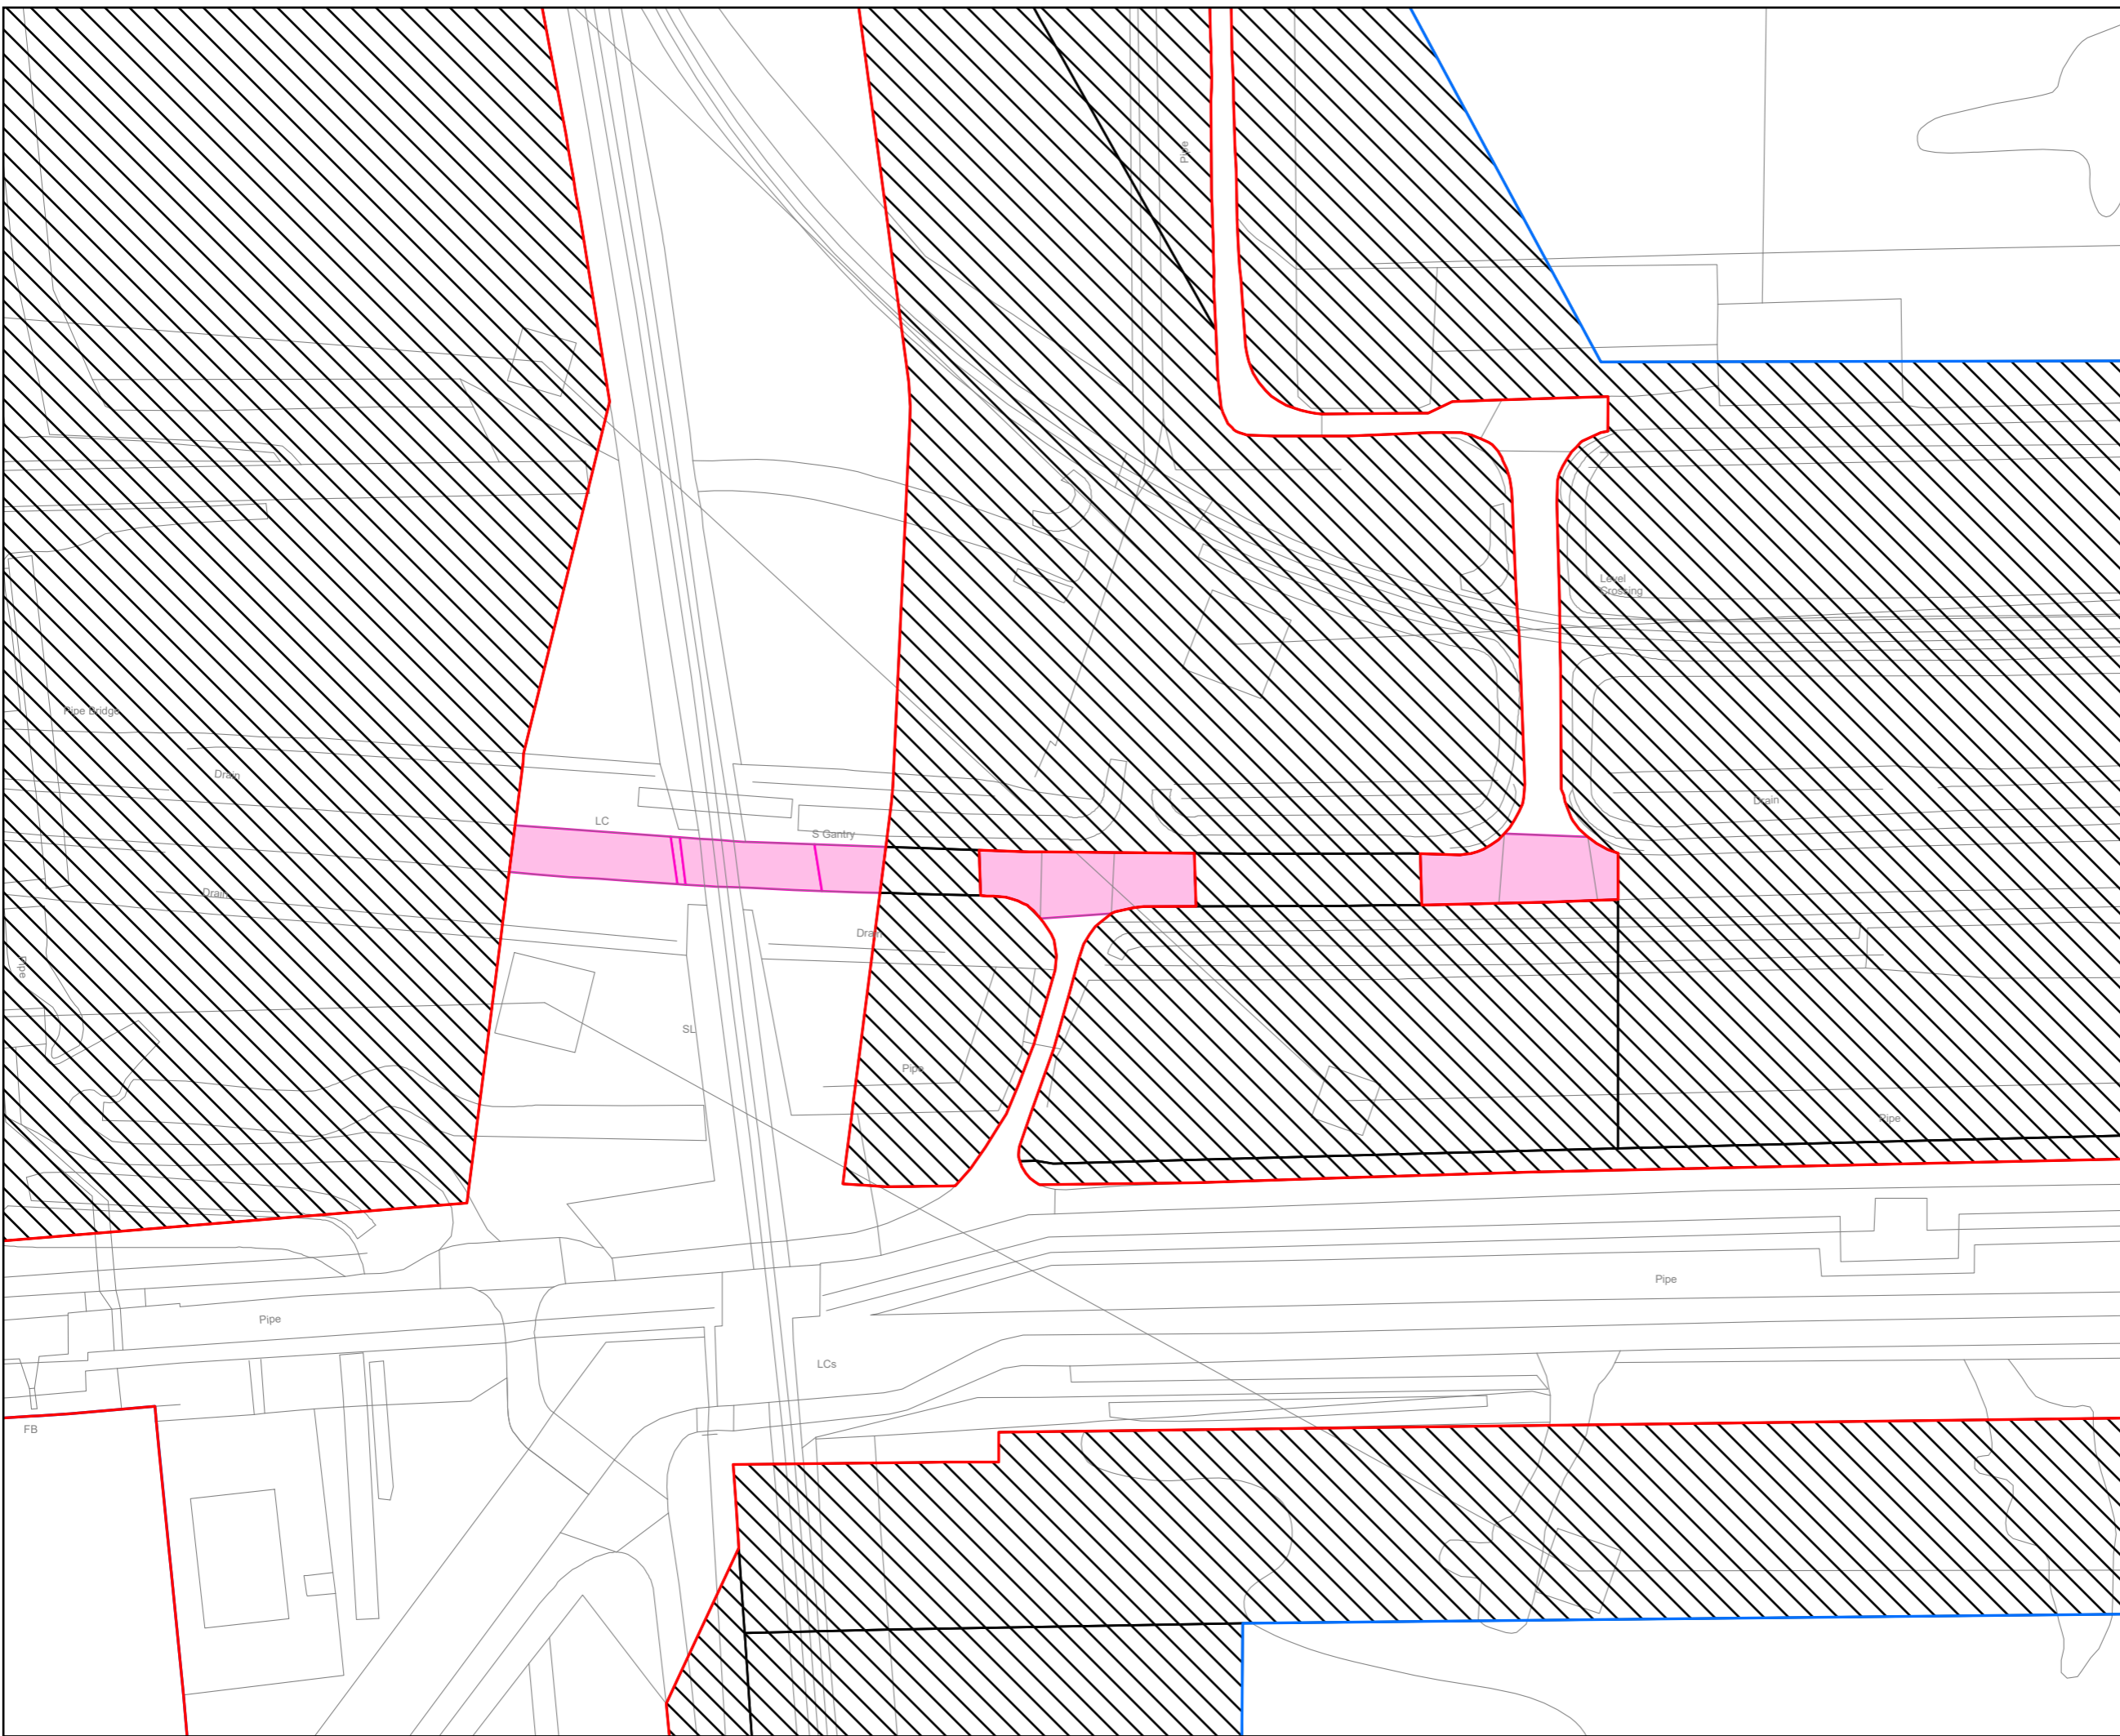 Pipe
Level
Crossing
Pipe Bridge
Drain
Drain
LC
S Gantry
Drain
Drain
Pipe
SL
Pipe
Pipe
Pipe
Pipe
LCs
FB